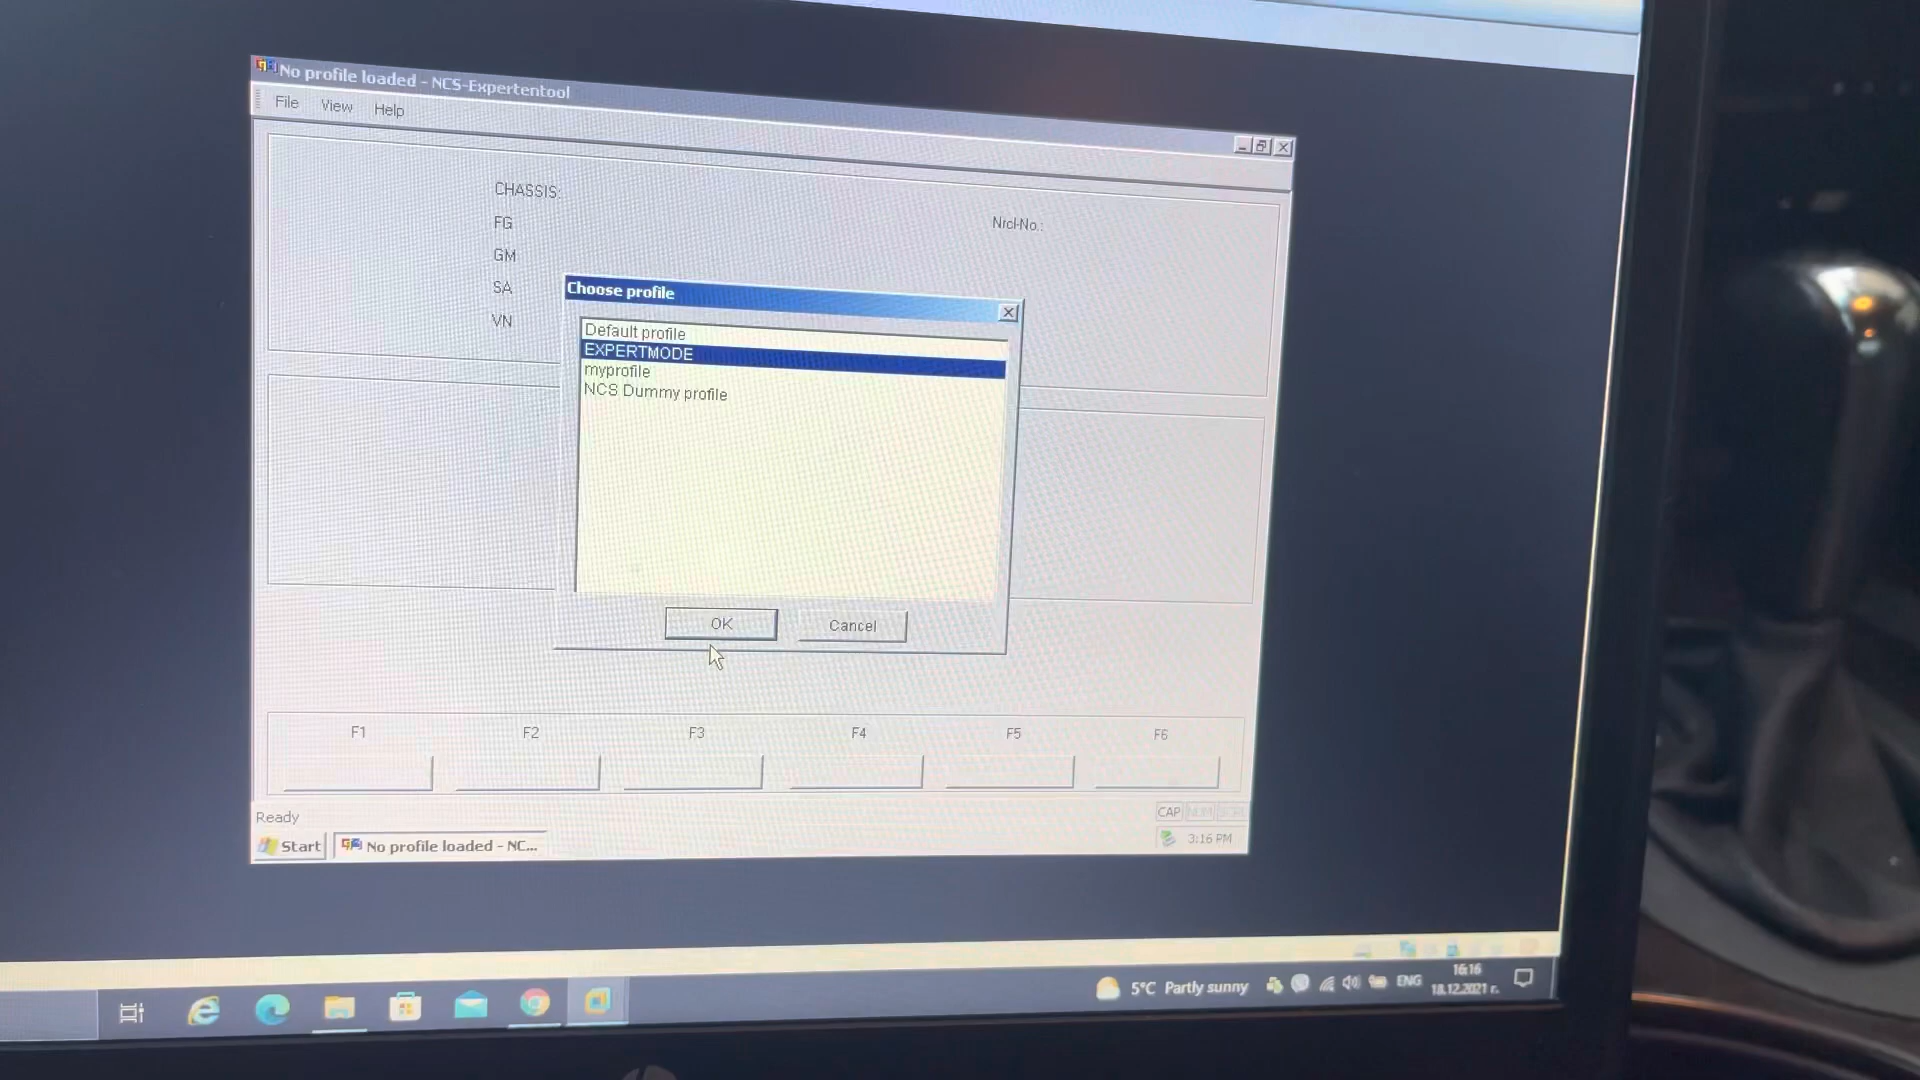 No profile loaded - NCS-Expertentool
File View Help
CHASSIS:
FG
Nrcl-No.:
GM
SA
VN
Choose profile
Default profile
EXPERTMODE
myprofile
NCS Dummy profile
OK Cancel
F1 F2 F3 F4 F5 F6
Ready
CAP NUM
Start No profile loaded - NC... 3:16 PM
5°C Partly sunny ENG 16:16
18.12.2021 г.